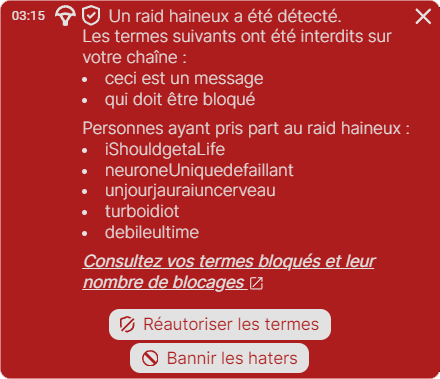 03:15 Un raid haineux a été détecté.
Les termes suivants ont été interdits sur
votre chaîne :
• ceci est un message
• qui doit être bloqué
Personnes ayant pris part au raid haineux :
• iShouldgetaLife
• neuroneUniquedefaillant
• unjourjauraiuncerveau
• turboidiot
• debileultime
Consultez vos termes bloqués et leur
nombre de blocages
Réautoriser les termes
Bannir les haters